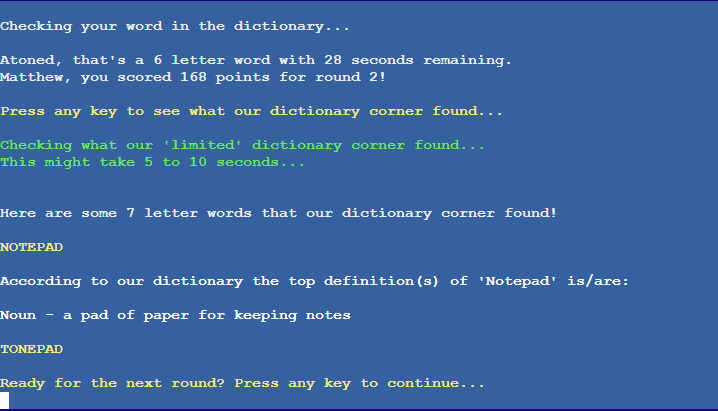 Checking your word in the dictionary...
Atoned, that's a 6 letter word with 28 seconds remaining.
Matthew, you scored 168 points for round 2!
Press any key to see what our dictionary corner found...
Checking what our 'limited' dictionary corner found...
This might take 5 to 10 seconds...
Here are some 7 letter words that our dictionary corner found!
NOTEPAD
According to our dictionary the top definition(s) of 'Notepad' is/are:
Noun - a pad of paper for keeping notes
TONEPAD
Ready for the next round? Press any key to continue...